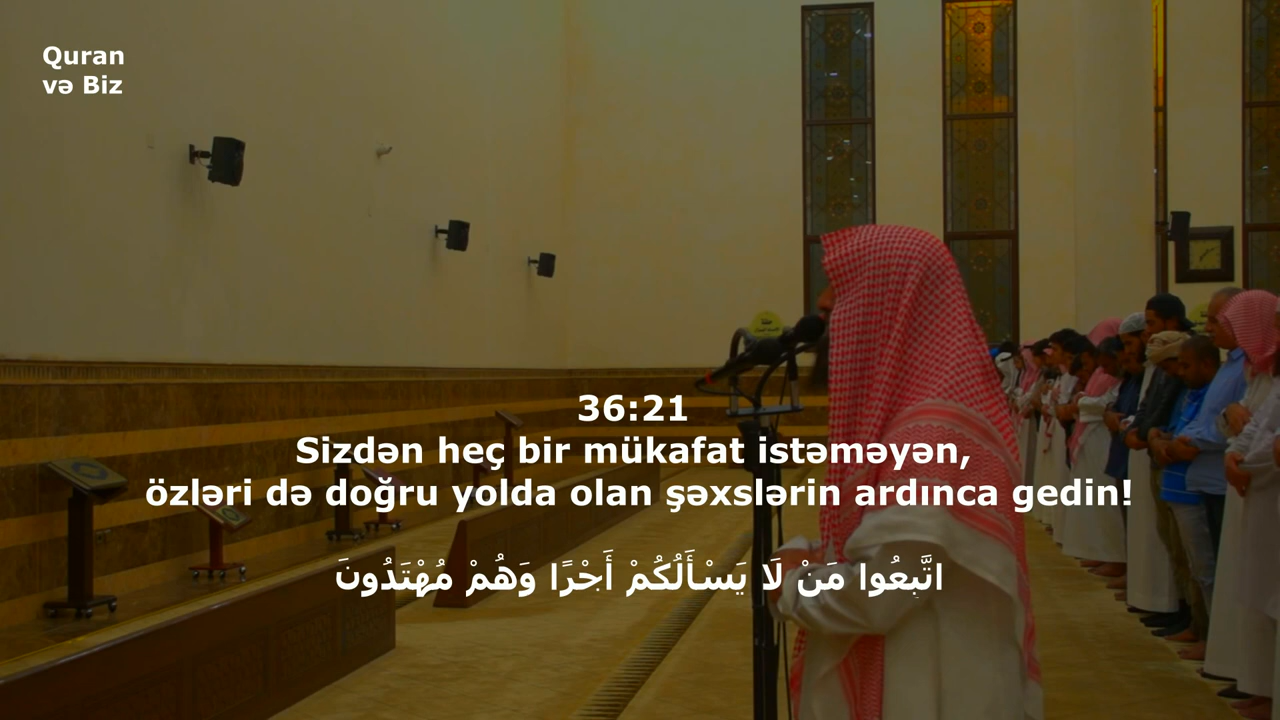 Quran
və Biz
36:21
Sizdən heç bir mükafat istəməyən,
özləri də doğru yolda olan şəxslərin ardınca gedin!
اتَّبِعُوا مَنْ لَا يَسْأَلُكُمْ أَجْرًا وَهُمْ مُهْتَدُونَ